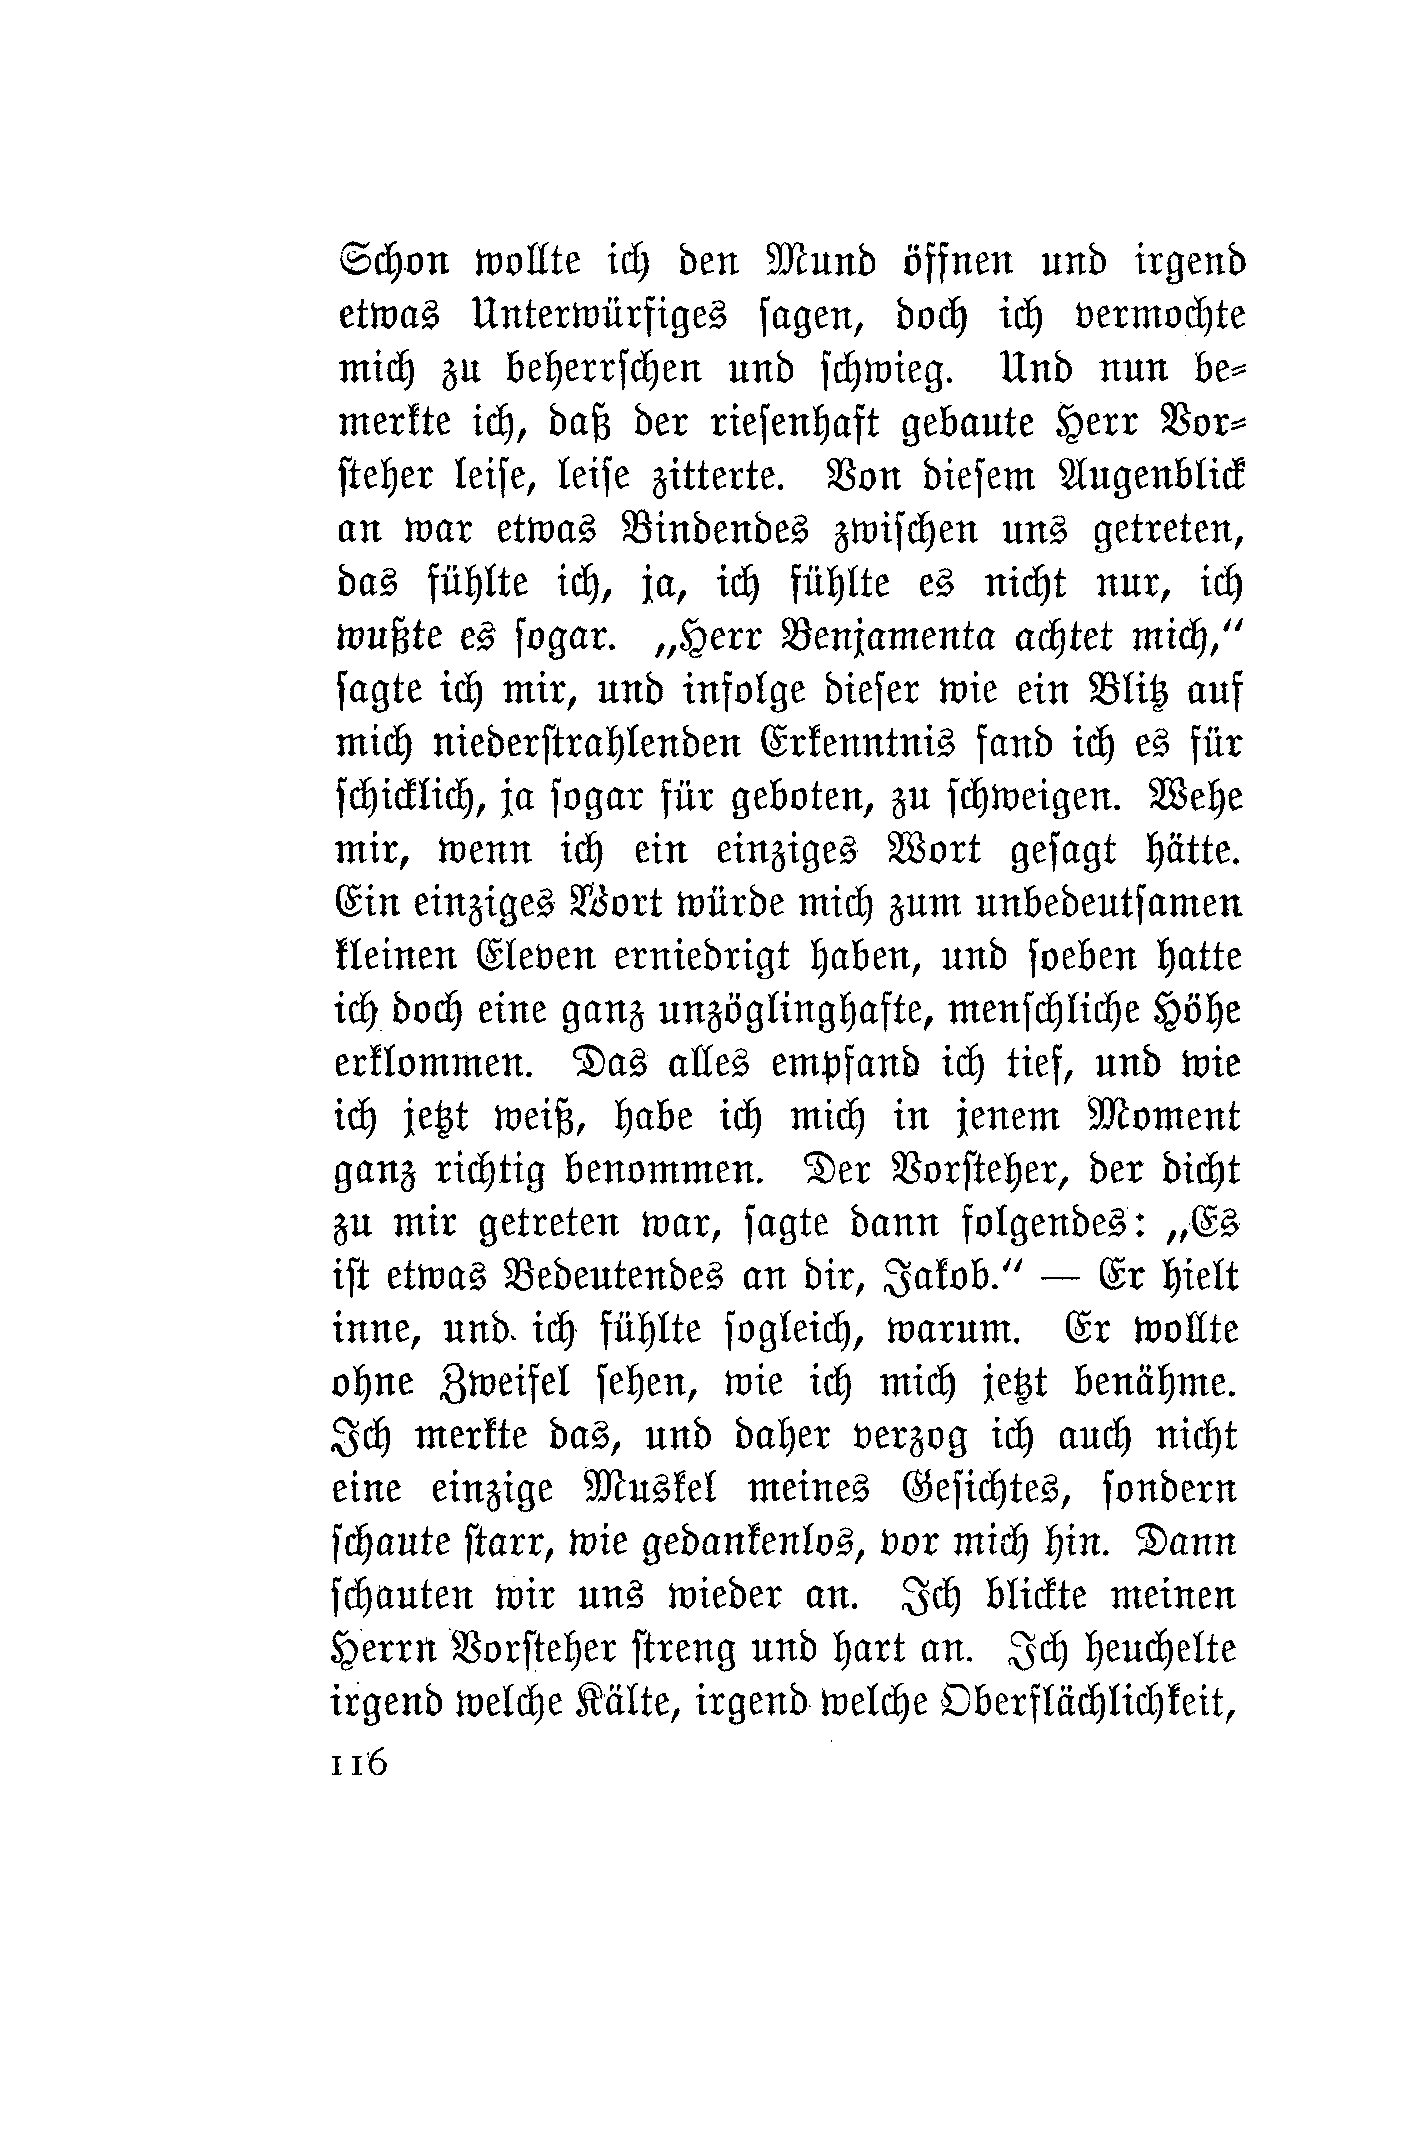 Schon wollte ich den Mund öffnen und irgend
etwas Unterwürfiges sagen, doch ich vermochte
mich zu beherrschen und schwieg. Und nun be-
merkte ich, daß der riesenhaft gebaute Herr Vor-
steher leise, leise zitterte. Von diesem Augenblick
an war etwas Bindendes zwischen uns getreten,
das fühlte ich, ja, ich fühlte es nicht nur, ich
wußte es sogar. „Herr Benjamenta achtet mich,“
sagte ich mir, und infolge dieser wie ein Blitz auf
mich niederstrahlenden Erkenntnis fand ich es für
schicklich, ja sogar für geboten, zu schweigen. Wehe
mir, wenn ich ein einziges Wort gesagt hätte.
Ein einziges Wort würde mich zum unbedeutsamen
kleinen Eleven erniedrigt haben, und soeben hatte
ich doch eine ganz unzöglinghafte, menschliche Höhe
erklommen. Das alles empfand ich tief, und wie
ich jetzt weiß, habe ich mich in jenem Moment
ganz richtig benommen. Der Vorsteher, der dicht
zu mir getreten war, sagte dann folgendes: „Es
ist etwas Bedeutendes an dir, Jakob.“ — Er hielt
inne, und ich fühlte sogleich, warum. Er wollte
ohne Zweifel sehen, wie ich mich jetzt benähme.
Ich merkte das, und daher verzog ich auch nicht
eine einzige Muskel meines Gesichtes, sondern
schaute starr, wie gedankenlos, vor mich hin. Dann
schauten wir uns wieder an. Ich blickte meinen
Herrn Vorsteher streng und hart an. Ich heuchelte
irgend welche Kälte, irgend welche Oberflächlichkeit,
116